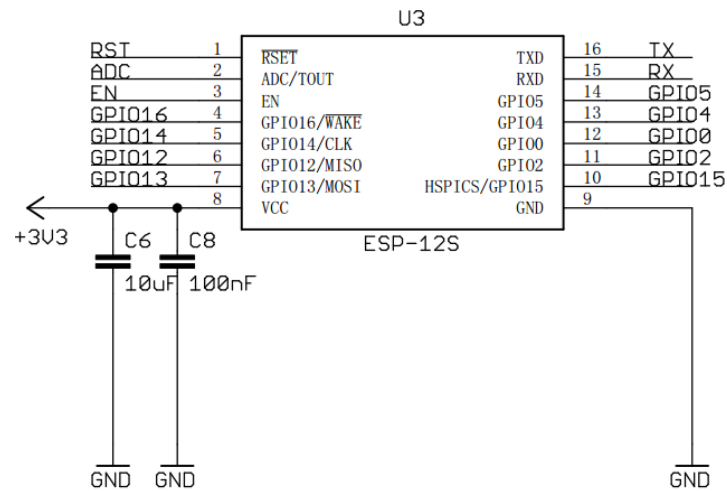 U3
RST 1 RSET TXD 16 TX
ADC 2 ADC/TOUT RXD 15 RX
EN 3 EN GPIO5 14 GPIO5
GPIO16 4 GPIO16/WAKE GPIO4 13 GPIO4
GPIO14 5 GPIO14/CLK GPIO0 12 GPIO0
GPIO12 6 GPIO12/MISO GPIO2 11 GPIO2
GPIO13 7 GPIO13/MOSI HSPICS/GPIO15 10 GPIO15
8 VCC GND 9
+3V3 C6 C8 ESP-12S
10uF 100nF
GND GND GND